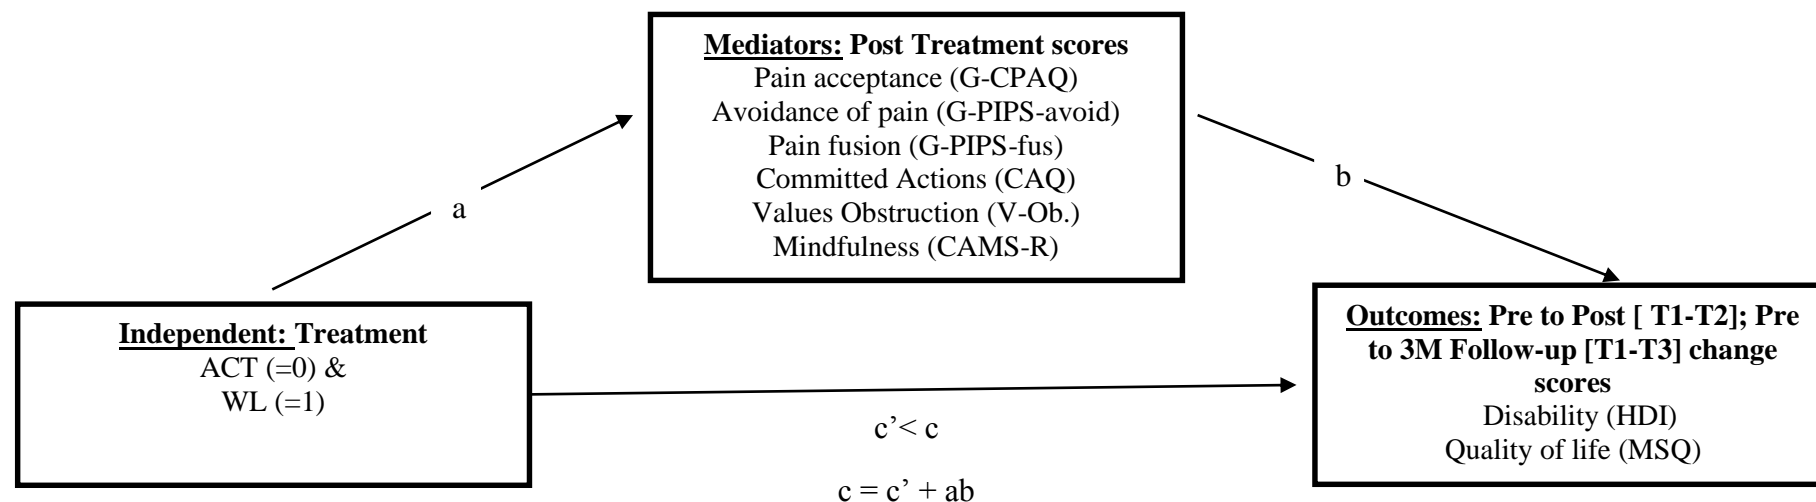 Mediators: Post Treatment scores
Pain acceptance (G-CPAQ)
Avoidance of pain (G-PIPS-avoid)
Pain fusion (G-PIPS-fus)
Committed Actions (CAQ)
Values Obstruction (V-Ob.)
Mindfulness (CAMS-R)
a
b
Independent: Treatment
ACT (=0) &
WL (=1)
Outcomes: Pre to Post [ T1-T2]; Pre
to 3M Follow-up [T1-T3] change
scores
Disability (HDI)
Quality of life (MSQ)
c’< c
c = c’ + ab